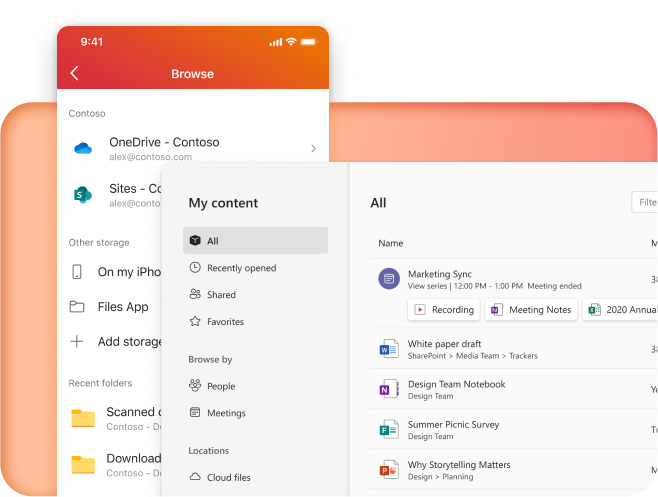 9:41
Browse
Contoso
OneDrive - Contoso
alex@contoso.com
Sites - Co
alex@conto
Other storage
On my iPho
Files App
Add storage
Recent folders
Scanned
Contoso - D
Download
Contoso - D
My content
All
Recently opened
Shared
Favorites
Browse by
People
Meetings
Locations
Cloud files
All
Filte
Name
M
Marketing Sync
View series | 12:00 PM - 1:00 PM Meeting ended
Recording
Meeting Notes
2020 Annual
White paper draft
SharePoint > Media Team > Trackers
Design Team Notebook
Design Team
Ye
Summer Picnic Survey
Design Team
Tu
Why Storytelling Matters
Design > Planning
M